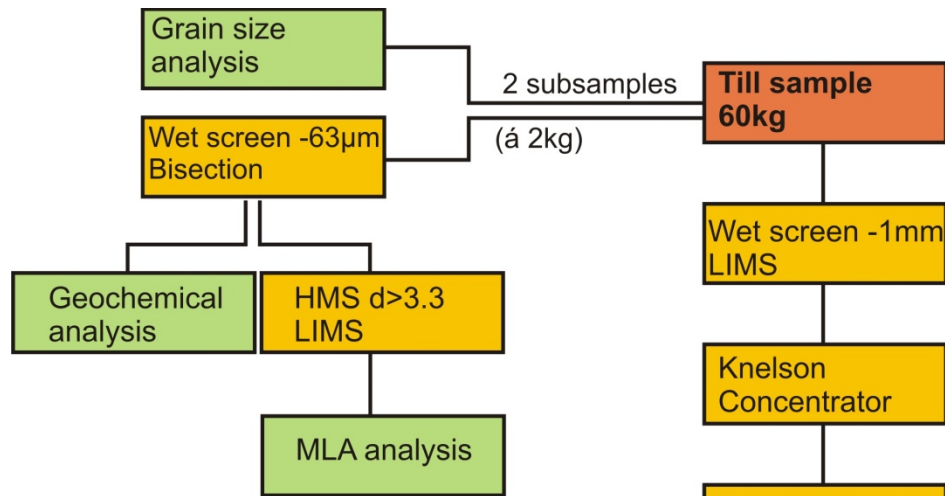 Grain size
analysis
2 subsamples
(á 2kg)
Till sample
60kg
Wet screen -63µm
Bisection
Wet screen -1mm
LIMS
Geochemical
analysis
HMS d>3.3
LIMS
Knelson
Concentrator
MLA analysis